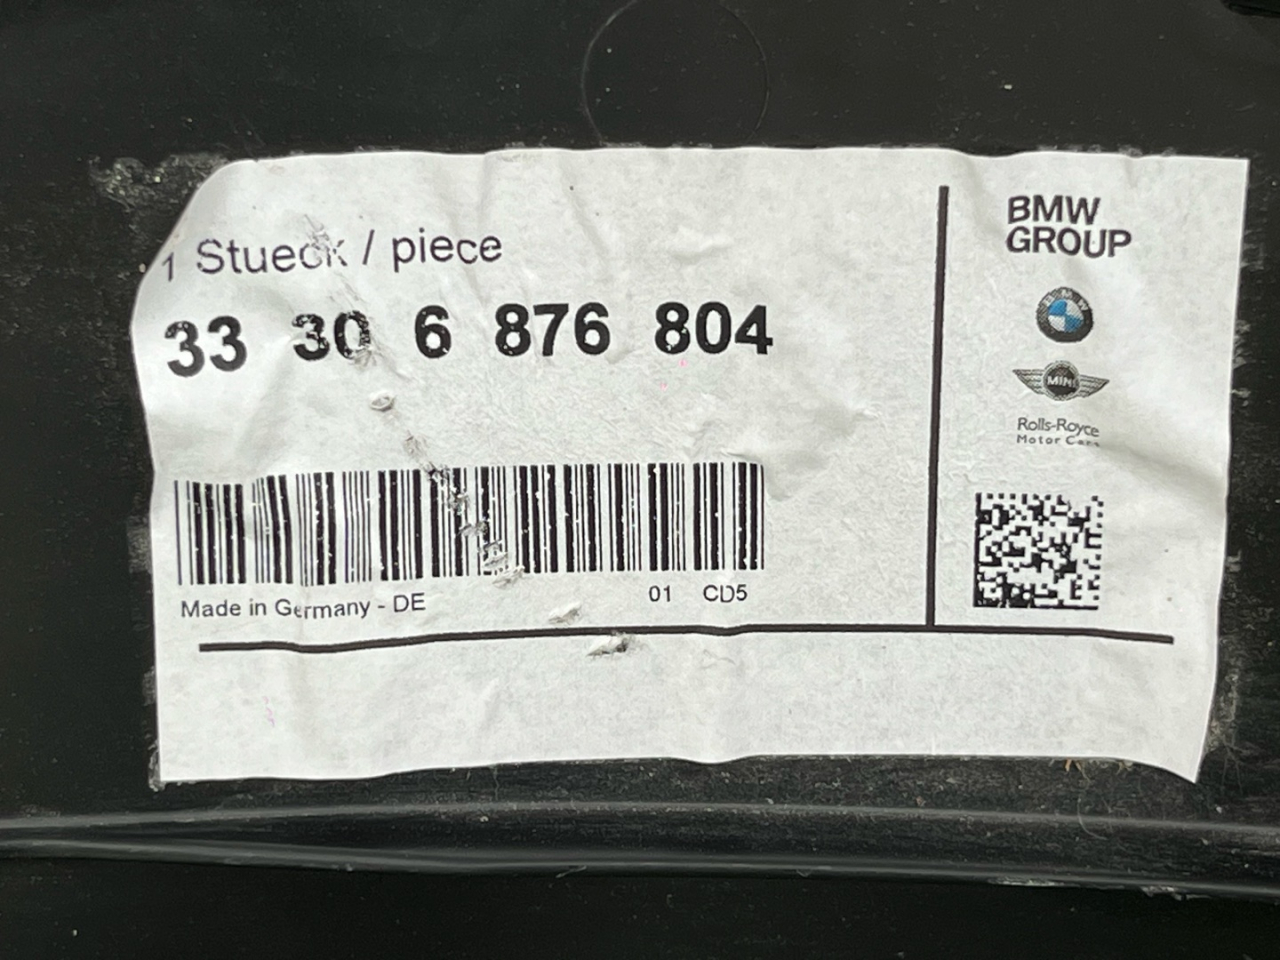 1 Stueck / piece
33 30 6 876 804
Made in Germany - DE
01 CD5
BMW
GROUP
BMW
MINI
Rolls-Royce
Motor Cars